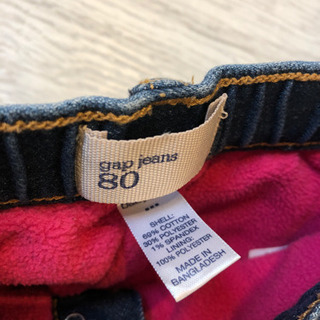 gap jeans
80
SHELL:
69% COTTON
30% POLYESTER
1% SPANDEX
LINING:
100% POLYESTER
MADE IN
BANGLADESH